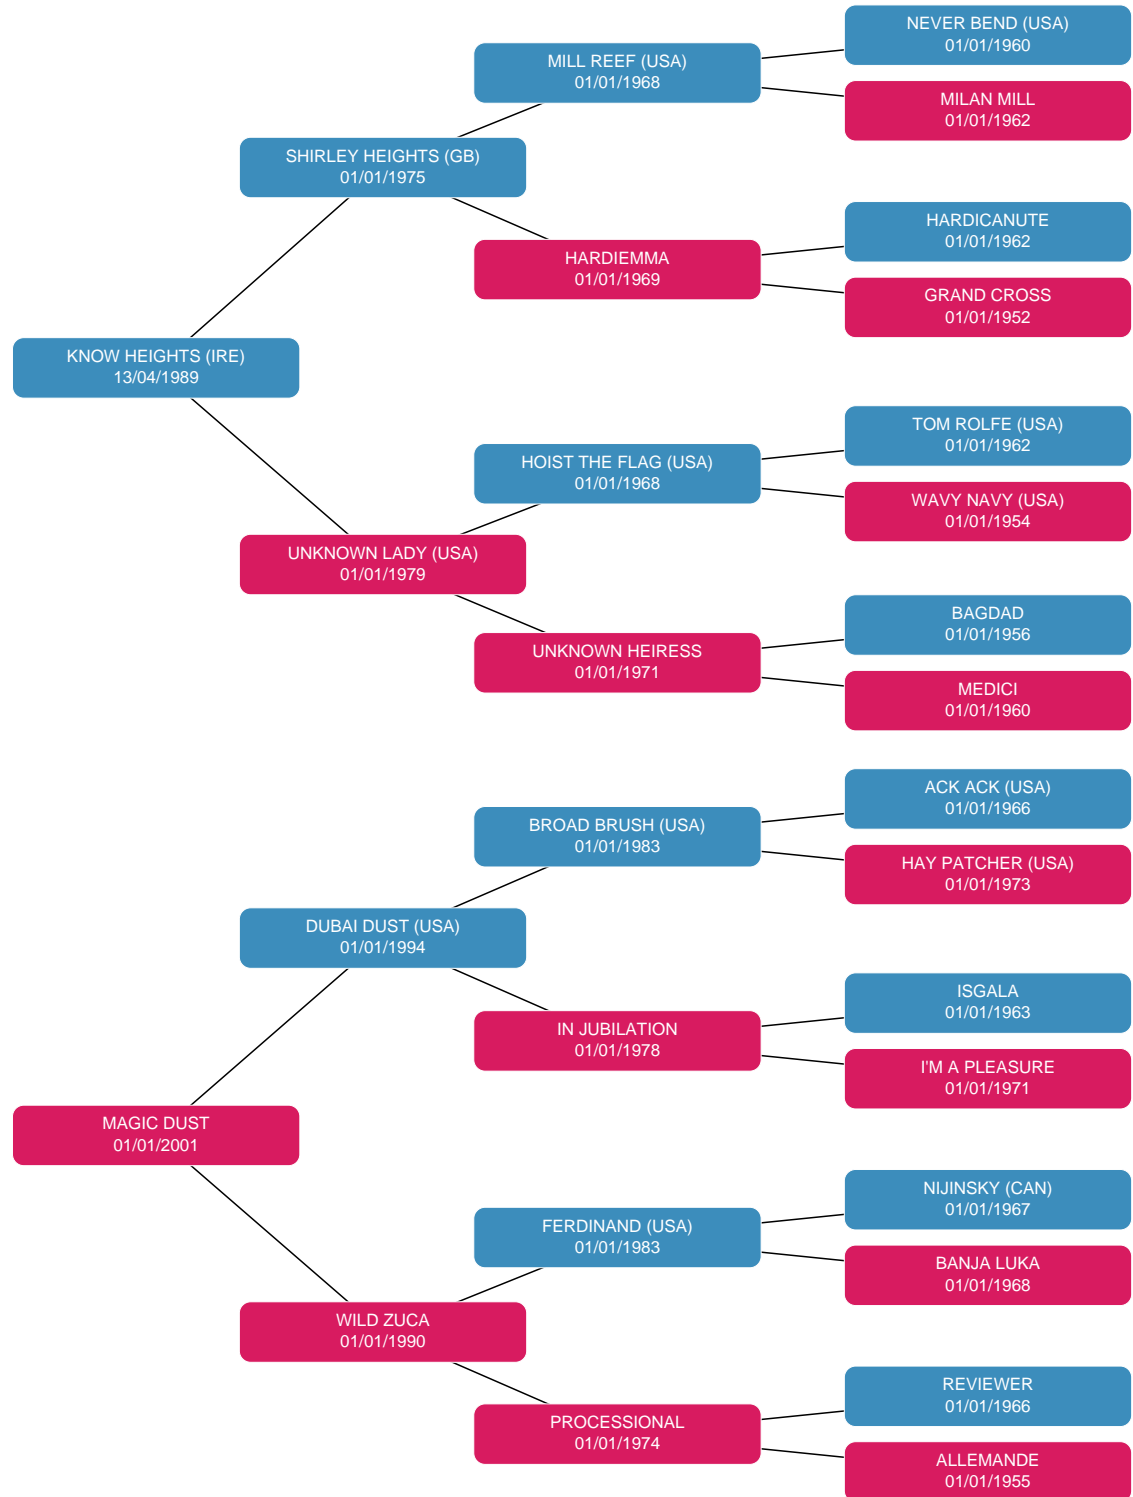 NEVER BEND (USA)
01/01/1960
MILL REEF (USA)
01/01/1968
MILAN MILL
01/01/1962
SHIRLEY HEIGHTS (GB)
01/01/1975
HARDICANUTE
01/01/1962
HARDIEMMA
01/01/1969
GRAND CROSS
01/01/1952
KNOW HEIGHTS (IRE)
13/04/1989
TOM ROLFE (USA)
01/01/1962
HOIST THE FLAG (USA)
01/01/1968
WAVY NAVY (USA)
01/01/1954
UNKNOWN LADY (USA)
01/01/1979
BAGDAD
01/01/1956
UNKNOWN HEIRESS
01/01/1971
MEDICI
01/01/1960
ACK ACK (USA)
01/01/1966
BROAD BRUSH (USA)
01/01/1983
HAY PATCHER (USA)
01/01/1973
DUBAI DUST (USA)
01/01/1994
ISGALA
01/01/1963
IN JUBILATION
01/01/1978
I'M A PLEASURE
01/01/1971
MAGIC DUST
01/01/2001
NIJINSKY (CAN)
01/01/1967
FERDINAND (USA)
01/01/1983
BANJA LUKA
01/01/1968
WILD ZUCA
01/01/1990
REVIEWER
01/01/1966
PROCESSIONAL
01/01/1974
ALLEMANDE
01/01/1955